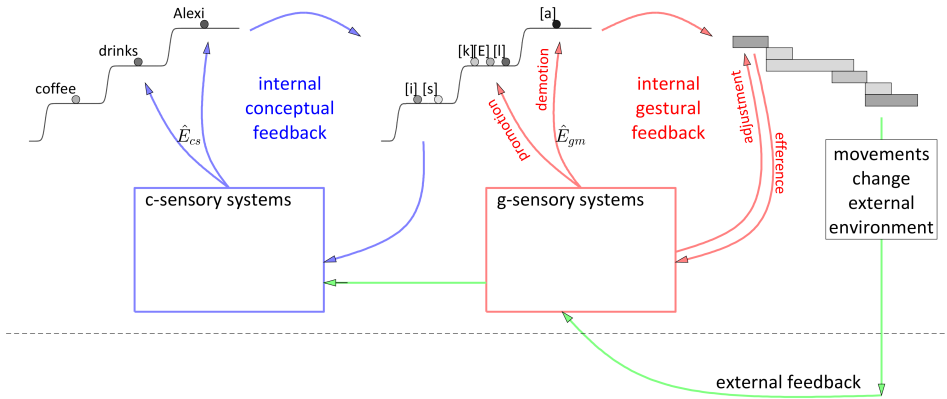 Alexi
drinks
coffee
internal
conceptual
feedback
Ê_cs
c-sensory systems
[a]
[k][E] [l]
[i] [s]
promotion
demotion
Ê_gm
internal
gestural
feedback
adjustment
efference
g-sensory systems
movements
change
external
environment
external feedback